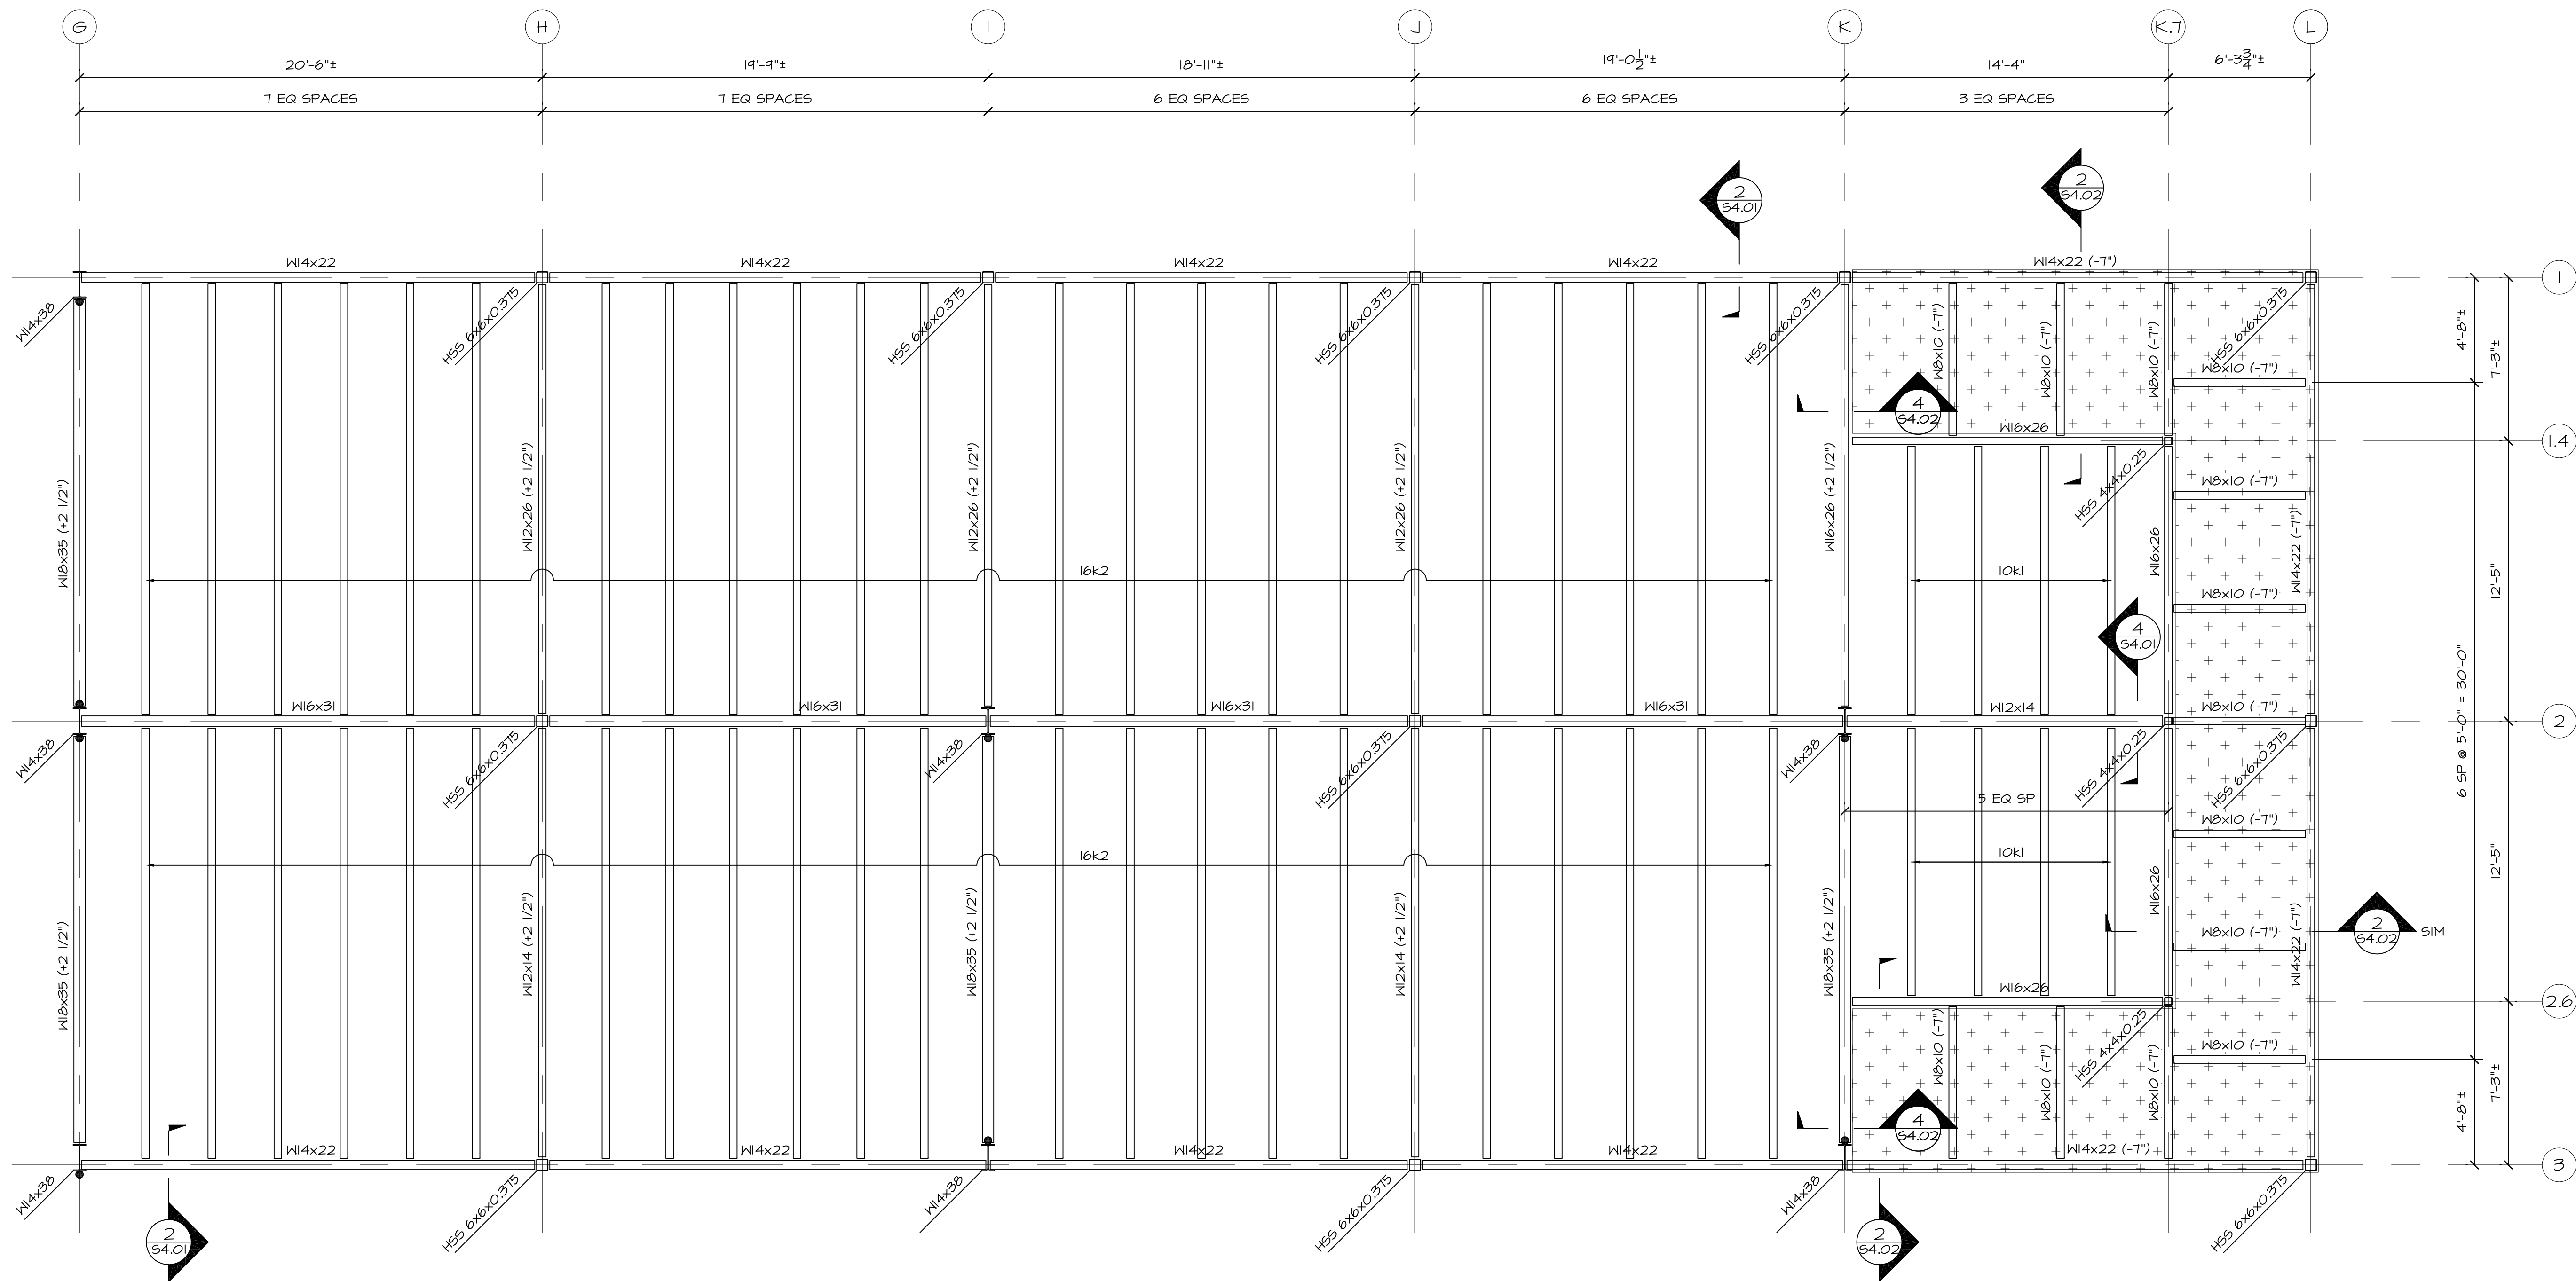 G
H
I
J
K
K.7
L
20'-6"±
19'-9"±
18'-11"±
19'-0 1/2"±
14'-4"
6'-3 3/4"±
7 EQ SPACES
7 EQ SPACES
6 EQ SPACES
6 EQ SPACES
3 EQ SPACES
2
S4.01
2
S4.02
W14x22
W14x22
W14x22
W14x22
W14x22 (-7")
1
W14x38
HSS 6x6x0.375
HSS 6x6x0.375
HSS 6x6x0.375
HSS 6x6x0.375
HSS 6x6x0.375
W8x10 (-7")
W8x10 (-7")
W8x10 (-7")
W8x10 (-7")
4'-8"±
7'-3"±
4
S4.02
W16x26
1.4
W18x35 (+2 1/2")
W12x26 (+2 1/2")
W12x26 (+2 1/2")
W12x26 (+2 1/2")
W16x26 (+2 1/2")
HSS 4x4x0.25
W8x10 (-7")
W16x26
W14x22 (-7")
16k2
10k1
12'-5"
W8x10 (-7")
4
S4.01
W16x31
W16x31
W16x31
W16x31
W12x14
W8x10 (-7")
6 SP @ 5'-0" = 30'-0"
2
W14x38
HSS 6x6x0.375
W14x38
HSS 6x6x0.375
W14x38
HSS 4x4x0.25
HSS 6x6x0.375
5 EQ SP
W8x10 (-7")
16k2
10k1
12'-5"
W18x35 (+2 1/2")
W12x14 (+2 1/2")
W18x35 (+2 1/2")
W12x14 (+2 1/2")
W18x35 (+2 1/2")
W16x26
W8x10 (-7")
W14x22 (-7")
2
S4.02
SIM
W16x26
2.6
W8x10 (-7")
W8x10 (-7")
HSS 4x4x0.25
W8x10 (-7")
W8x10 (-7")
4'-8"±
7'-3"±
4
S4.02
W14x22
W14x22
W14x22
W14x22
W14x22 (-7")
3
W14x38
HSS 6x6x0.375
W14x38
HSS 6x6x0.375
W14x38
HSS 6x6x0.375
2
S4.01
2
S4.02